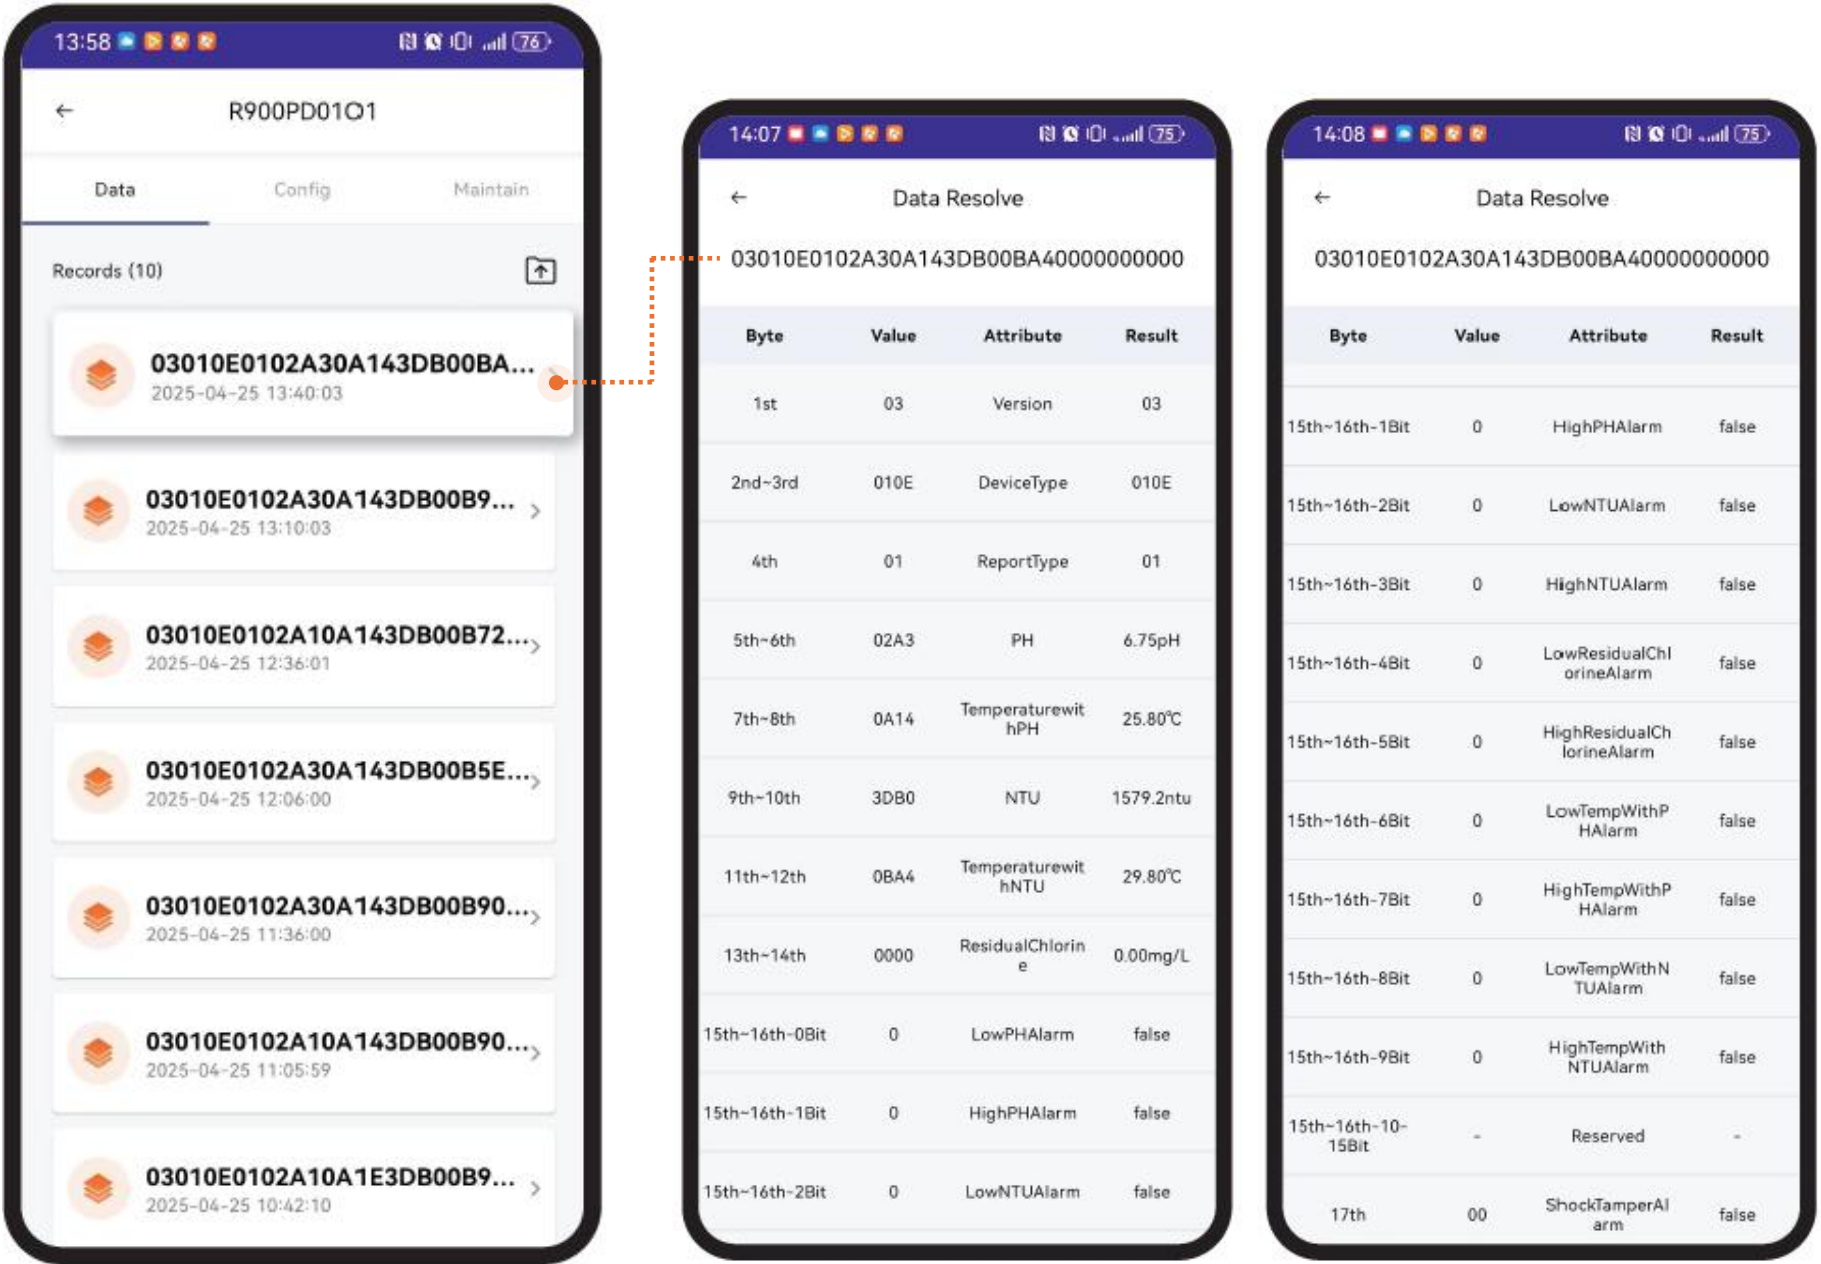 13:58
76
R900PD01O1
Data Config Maintain
Records (10)
03010E0102A30A143DB00BA...
2025-04-25 13:40:03
03010E0102A30A143DB00B9...
2025-04-25 13:10:03
03010E0102A10A143DB00B72...
2025-04-25 12:36:01
03010E0102A30A143DB00B5E...
2025-04-25 12:06:00
03010E0102A30A143DB00B90...
2025-04-25 11:36:00
03010E0102A10A143DB00B90...
2025-04-25 11:05:59
03010E0102A10A1E3DB00B9...
2025-04-25 10:42:10
14:07
75
Data Resolve
03010E0102A30A143DB00BA40000000000
Byte Value Attribute Result
1st 03 Version 03
2nd~3rd 010E DeviceType 010E
4th 01 ReportType 01
5th~6th 02A3 PH 6.75pH
7th~8th 0A14 Temperaturewit
hPH 25.80℃
9th~10th 3DB0 NTU 1579.2ntu
11th~12th 0BA4 Temperaturewit
hNTU 29.80℃
13th~14th 0000 ResidualChlorin
e 0.00mg/L
15th~16th-0Bit 0 LowPHAlarm false
15th~16th-1Bit 0 HighPHAlarm false
15th~16th-2Bit 0 LowNTUAlarm false
14:08
75
Data Resolve
03010E0102A30A143DB00BA40000000000
Byte Value Attribute Result
15th~16th-1Bit 0 HighPHAlarm false
15th~16th-2Bit 0 LowNTUAlarm false
15th~16th-3Bit 0 HighNTUAlarm false
15th~16th-4Bit 0 LowResidualChl
orineAlarm false
15th~16th-5Bit 0 HighResidualCh
lorineAlarm false
15th~16th-6Bit 0 LowTempWithP
HAlarm false
15th~16th-7Bit 0 HighTempWithP
HAlarm false
15th~16th-8Bit 0 LowTempWithN
TUAlarm false
15th~16th-9Bit 0 HighTempWith
NTUAlarm false
15th~16th-10-
15Bit - Reserved -
17th 00 ShockTamperAl
arm false